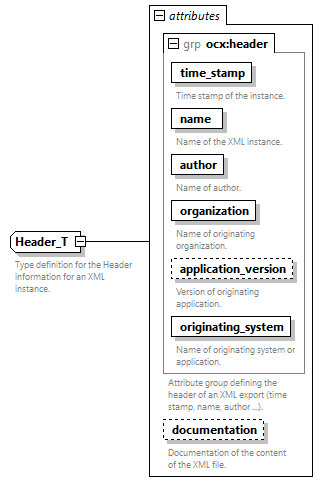 attributes
grp ocx:header
time_stamp
Time stamp of the instance.
name
Name of the XML instance.
author
Name of author.
organization
Name of originating
organization.
application_version
Version of originating
application.
originating_system
Name of originating system or
application.
Attribute group defining the
header of an XML export (time
stamp, name, author ...).
documentation
Documentation of the content
of the XML file.
Header_T
Type definition for the Header
information for an XML
instance.